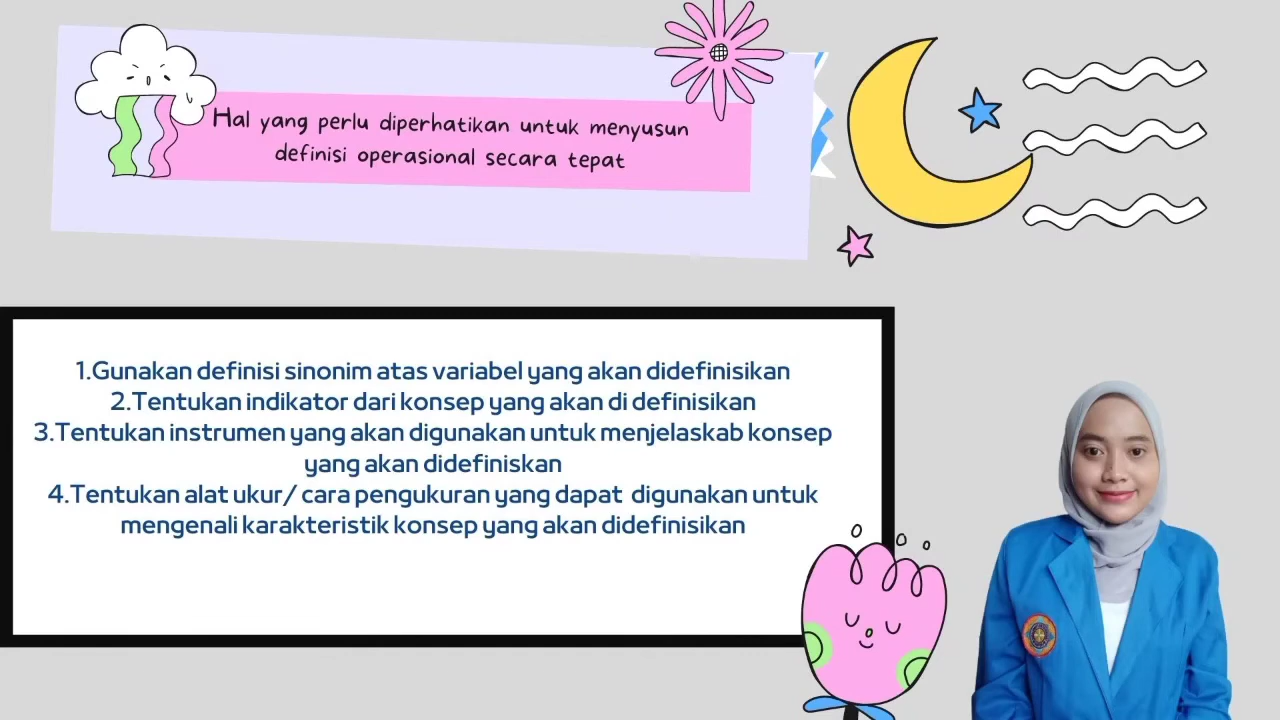 Hal yang perlu diperhatikan untuk menyusun
definisi operasional secara tepat
1.Gunakan definisi sinonim atas variabel yang akan didefinisikan
2.Tentukan indikator dari konsep yang akan di definisikan
3.Tentukan instrumen yang akan digunakan untuk menjelaskab konsep
yang akan didefiniskan
4.Tentukan alat ukur/ cara pengukuran yang dapat  digunakan untuk
mengenali karakteristik konsep yang akan didefinisikan